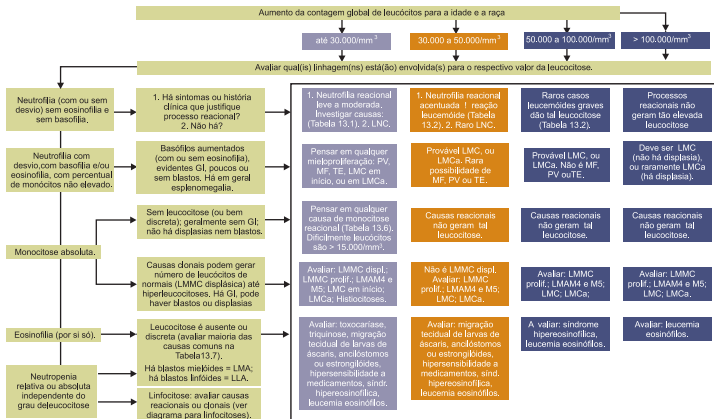 Aumento da contagem global de leucócitos para a idade e a raça
até 30.000/mm³
30.000 a 50.000/mm³
50.000 a 100.000/mm³
> 100.000/mm³
Avaliar qual(is) linhagem(ns) está(ão) envolvida(s) para o respectivo valor da leucocitose.
Neutrofilia (com ou sem
desvio) sem eosinofilia e
sem basofilia.
1. Há sintomas ou história
clínica que justifique
processo reacional?
2. Não há?
1. Neutrofilia reacional
leve a moderada.
Investigar causas:
(Tabela 13.1), 2, LNC.
1. Neutrofilia reacional
acentuada ! reação
leucemóide (Tabela
13.2). 2. Raro LNC.
Raros casos
leucemóides graves
dão tal leucocitose
(Tabela 13.2).
Processos
reacionais não
geram tão elevada
leucocitose
Neutrofilia com
desvio,com basofilia e/ou
eosinofilia, com percentual
de monócitos não elevado.
Basófilos aumentados
(com ou sem eosinofilia),
evidentes GI, poucos ou
sem blastos. Há em geral
esplenomegalia.
Pensar em qualquer
mieloproliferação: PV,
MF, TE, LMC em
início, ou em LMCa.
Provável LMC, ou
LMCa. Rara
possibilidade de
MF, PV ou TE.
Provável LMC, ou
LMCa. Não é MF,
PV ouTE.
Deve ser LMC
(não há displasia),
ou raramente LMCa
(há displasia).
Monocitose absoluta.
Sem leucocitose (ou bem
discreta); geralmente sem GI;
não há displasias nem blastos.
Pensar em qualquer
causa de monocitose
reacional (Tabela 13.6).
Dificilmente leucócitos
são > 15.000/mm³.
Causas reacionais
não geram tal
leucocitose.
Causas reacionais
não geram tal
leucocitose.
Causas reacionais
não geram tal
leucocitose.
Causas clonais podem gerar
número de leucócitos de
normais (LMMC displásica) até
hiperleucocitoses. Há GI, pode
haver blastos ou displasias
Avaliar: LMMC displ.;
LMMC prolif.; LMAM4 e
M5; LMC em início;
LMCa; Histiocitoses.
Não é LMMC displ.
Avaliar: LMMC
prolif.; LMAM4 e M5;
LMC; LMCa.
Avaliar: LMMC
prolif.; LMAM4 e M5;
LMC; LMCa;
Avaliar: LMMC
prolif.; LMAM4 e M5;
LMC; LMCa.
Eosinofilia (por si só).
Leucocitose é ausente ou
discreta (avaliar maioria das
causas comuns na
Tabela13.7).
Avaliar: toxocaríase,
triquinose, migração
tecidual de larvas de
áscaris, ancilóstomos
ou estrongilóides,
hipersensibilidade a
medicamentos, síndr.
hipereosinofílica,
leucemia eosinófilos.
Avaliar: migração
tecidual de larvas de
áscaris, ancilóstomos
ou estrongilóides,
hipersensibilidade a
medicamentos, síndr.
hipereosinofílica,
leucemia eosinófilos.
A valiar: síndrome
hipereosinofílica,
leucemia eosinófilos.
Avaliar: leucemia
eosinófilos.
Neutropenia
relativa ou absoluta
independente do
grau deleucocitose
Há blastos mielóides = LMA;
há blastos linfóides = LLA.
Linfocitose: avaliar causas
reacionais ou clonais (ver
diagrama para linfocitoses).